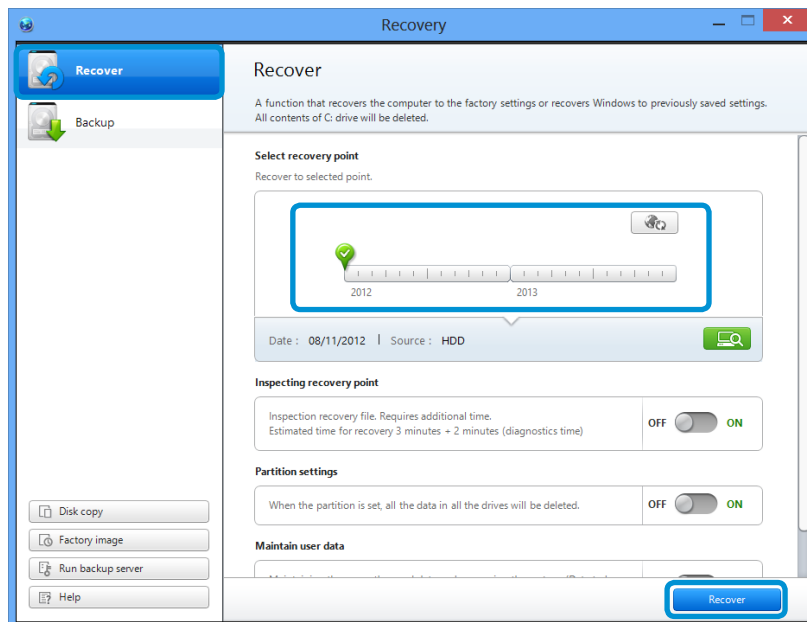 Recovery
Recover
Backup
Disk copy
Factory image
Run backup server
Help
Recover
A function that recovers the computer to the factory settings or recovers Windows to previously saved settings.
All contents of C: drive will be deleted.
Select recovery point
Recover to selected point.
2012 2013
Date : 08/11/2012 | Source : HDD
Inspecting recovery point
Inspection recovery file. Requires additional time.
Estimated time for recovery 3 minutes + 2 minutes (diagnostics time)
OFF ON
Partition settings
When the partition is set, all the data in all the drives will be deleted.
OFF ON
Maintain user data
Recover